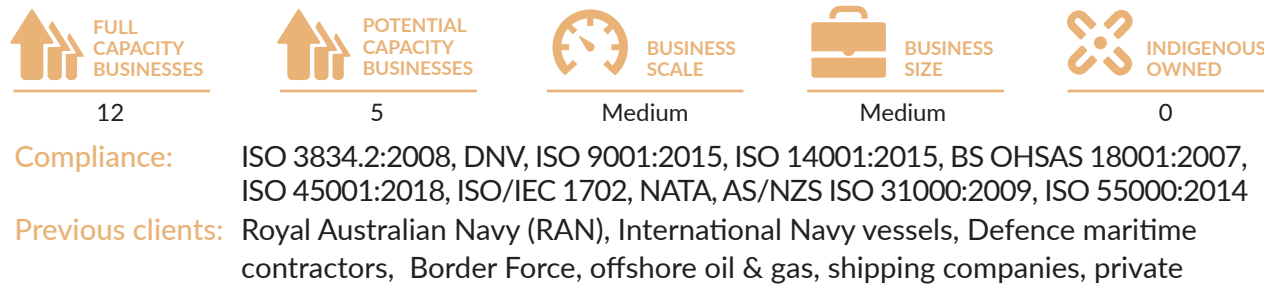 FULL
CAPACITY
BUSINESSES
12
POTENTIAL
CAPACITY
BUSINESSES
5
BUSINESS
SCALE
Medium
BUSINESS
SIZE
Medium
INDIGENOUS
OWNED
0
Compliance: ISO 3834.2:2008, DNV, ISO 9001:2015, ISO 14001:2015, BS OHSAS 18001:2007,
ISO 45001:2018, ISO/IEC 1702, NATA, AS/NZS ISO 31000:2009, ISO 55000:2014
Previous clients: Royal Australian Navy (RAN), International Navy vessels, Defence maritime
contractors, Border Force, offshore oil & gas, shipping companies, private